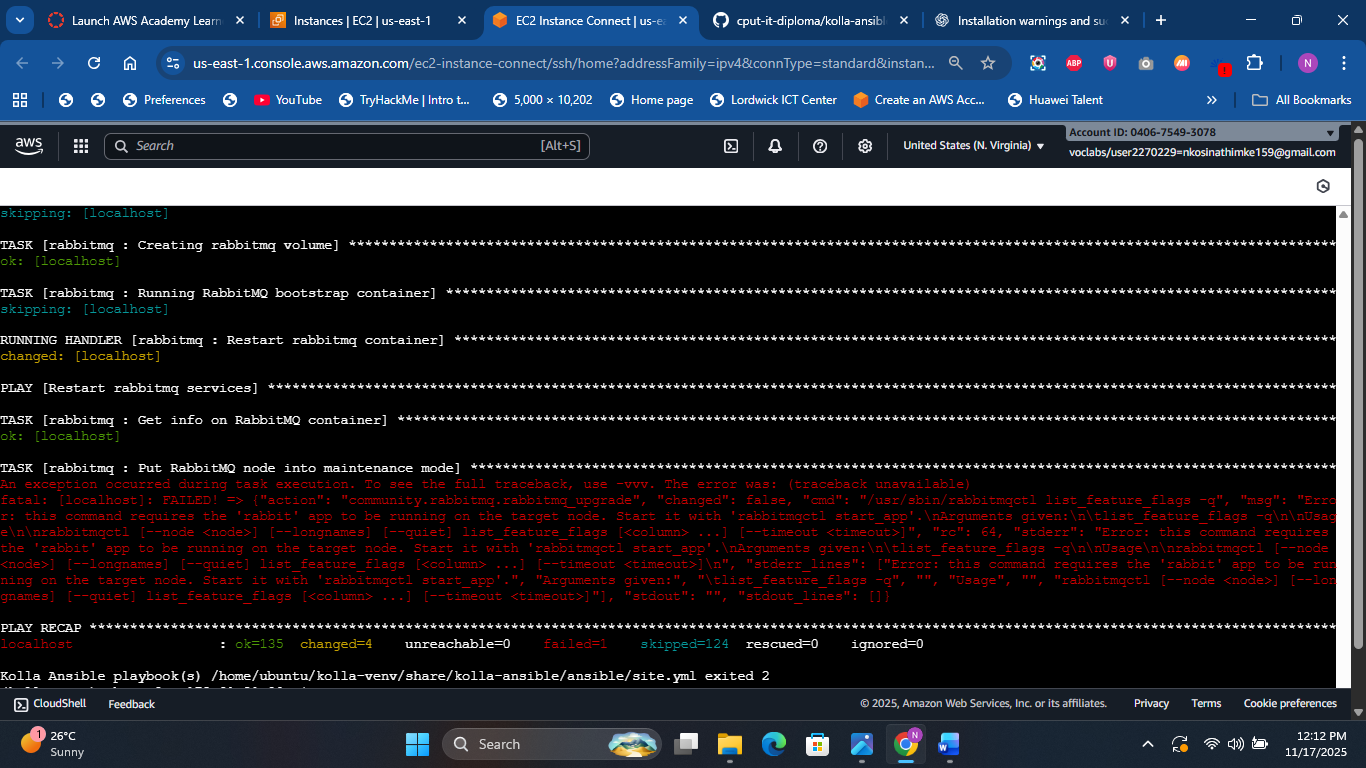 Launch AWS Academy Learn
Instances | EC2 | us-east-1
EC2 Instance Connect | us-ea
cput-it-diploma/kolla-ansibl
Installation warnings and su
us-east-1.console.aws.amazon.com/ec2-instance-connect/ssh/home?addressFamily=ipv4&connType=standard&instan...
ABP
U
N
Preferences
YouTube
TryHackMe | Intro t...
5,000 × 10,202
Home page
Lordwick ICT Center
Create an AWS Acc...
Huawei Talent
»
All Bookmarks
aws
Search
[Alt+S]
United States (N. Virginia)
Account ID: 0406-7549-3078
voclabs/user2270229=nkosinathimke159@gmail.com
skipping: [localhost]
TASK [rabbitmq : Creating rabbitmq volume] ****************************************************************************************************************************
ok: [localhost]
TASK [rabbitmq : Running RabbitMQ bootstrap container] ****************************************************************************************************************
skipping: [localhost]
RUNNING HANDLER [rabbitmq : Restart rabbitmq container] ***************************************************************************************************************
changed: [localhost]
PLAY [Restart rabbitmq services] **************************************************************************************************************************************
TASK [rabbitmq : Get info on RabbitMQ container] **********************************************************************************************************************
ok: [localhost]
TASK [rabbitmq : Put RabbitMQ node into maintenance mode] *************************************************************************************************************
An exception occurred during task execution. To see the full traceback, use -vvv. The error was: (traceback unavailable)
fatal: [localhost]: FAILED! => {"action": "community.rabbitmq.rabbitmq_upgrade", "changed": false, "cmd": "/usr/sbin/rabbitmqctl list_feature_flags -q", "msg": "Erro
r: this command requires the 'rabbit' app to be running on the target node. Start it with 'rabbitmqctl start_app'.\nArguments given:\n\tlist_feature_flags -q\n\nUsag
e\n\nrabbitmqctl [--node <node>] [--longnames] [--quiet] list_feature_flags [<column> ...] [--timeout <timeout>]", "rc": 64, "stderr": "Error: this command requires
the 'rabbit' app to be running on the target node. Start it with 'rabbitmqctl start_app'.\nArguments given:\n\tlist_feature_flags -q\n\nUsage\n\nrabbitmqctl [--node
<node>] [--longnames] [--quiet] list_feature_flags [<column> ...] [--timeout <timeout>]\n", "stderr_lines": ["Error: this command requires the 'rabbit' app to be run
ning on the target node. Start it with 'rabbitmqctl start_app'.", "Arguments given:", "\tlist_feature_flags -q", "", "Usage", "", "rabbitmqctl [--node <node>] [--lon
gnames] [--quiet] list_feature_flags [<column> ...] [--timeout <timeout>]"], "stdout": "", "stdout_lines": []}
PLAY RECAP ************************************************************************************************************************************************************
localhost : ok=135 changed=4 unreachable=0 failed=1 skipped=124 rescued=0 ignored=0
Kolla Ansible playbook(s) /home/ubuntu/kolla-venv/share/kolla-ansible/ansible/site.yml exited 2
CloudShell
Feedback
© 2025, Amazon Web Services, Inc. or its affiliates.
Privacy
Terms
Cookie preferences
1
26°C
Sunny
Search
N
12:12 PM
11/17/2025